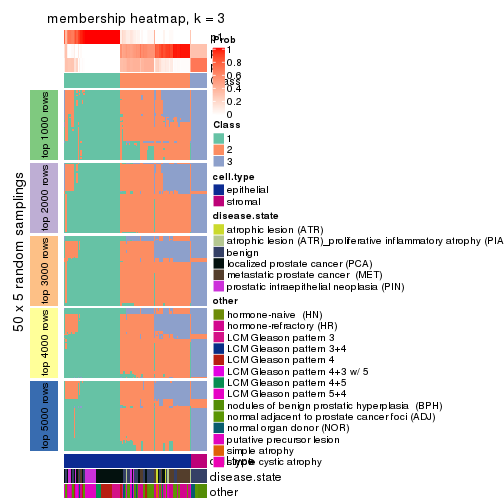 membership heatmap, k = 3
50 x 5 random samplings
top 1000 rows
top 2000 rows
top 3000 rows
top 4000 rows
top 5000 rows
p1
Prob
1
0.8
0.6
0.4
0.2
0
Class
1
2
3
cell.type
epithelial
stromal
disease.state
atrophic lesion (ATR)
atrophic lesion (ATR)_proliferative inflammatory atrophy (PIA
benign
localized prostate cancer (PCA)
metastatic prostate cancer (MET)
prostatic intraepithelial neoplasia (PIN)
other
hormone-naive (HN)
hormone-refractory (HR)
LCM Gleason pattern 3
LCM Gleason pattern 3+4
LCM Gleason pattern 4
LCM Gleason pattern 4+3 w/ 5
LCM Gleason pattern 4+5
LCM Gleason pattern 5+4
nodules of benign prostatic hyperplasia (BPH)
normal adjacent to prostate cancer foci (ADJ)
normal organ donor (NOR)
putative precursor lesion
simple atrophy
cystic atrophy
disease.state
other